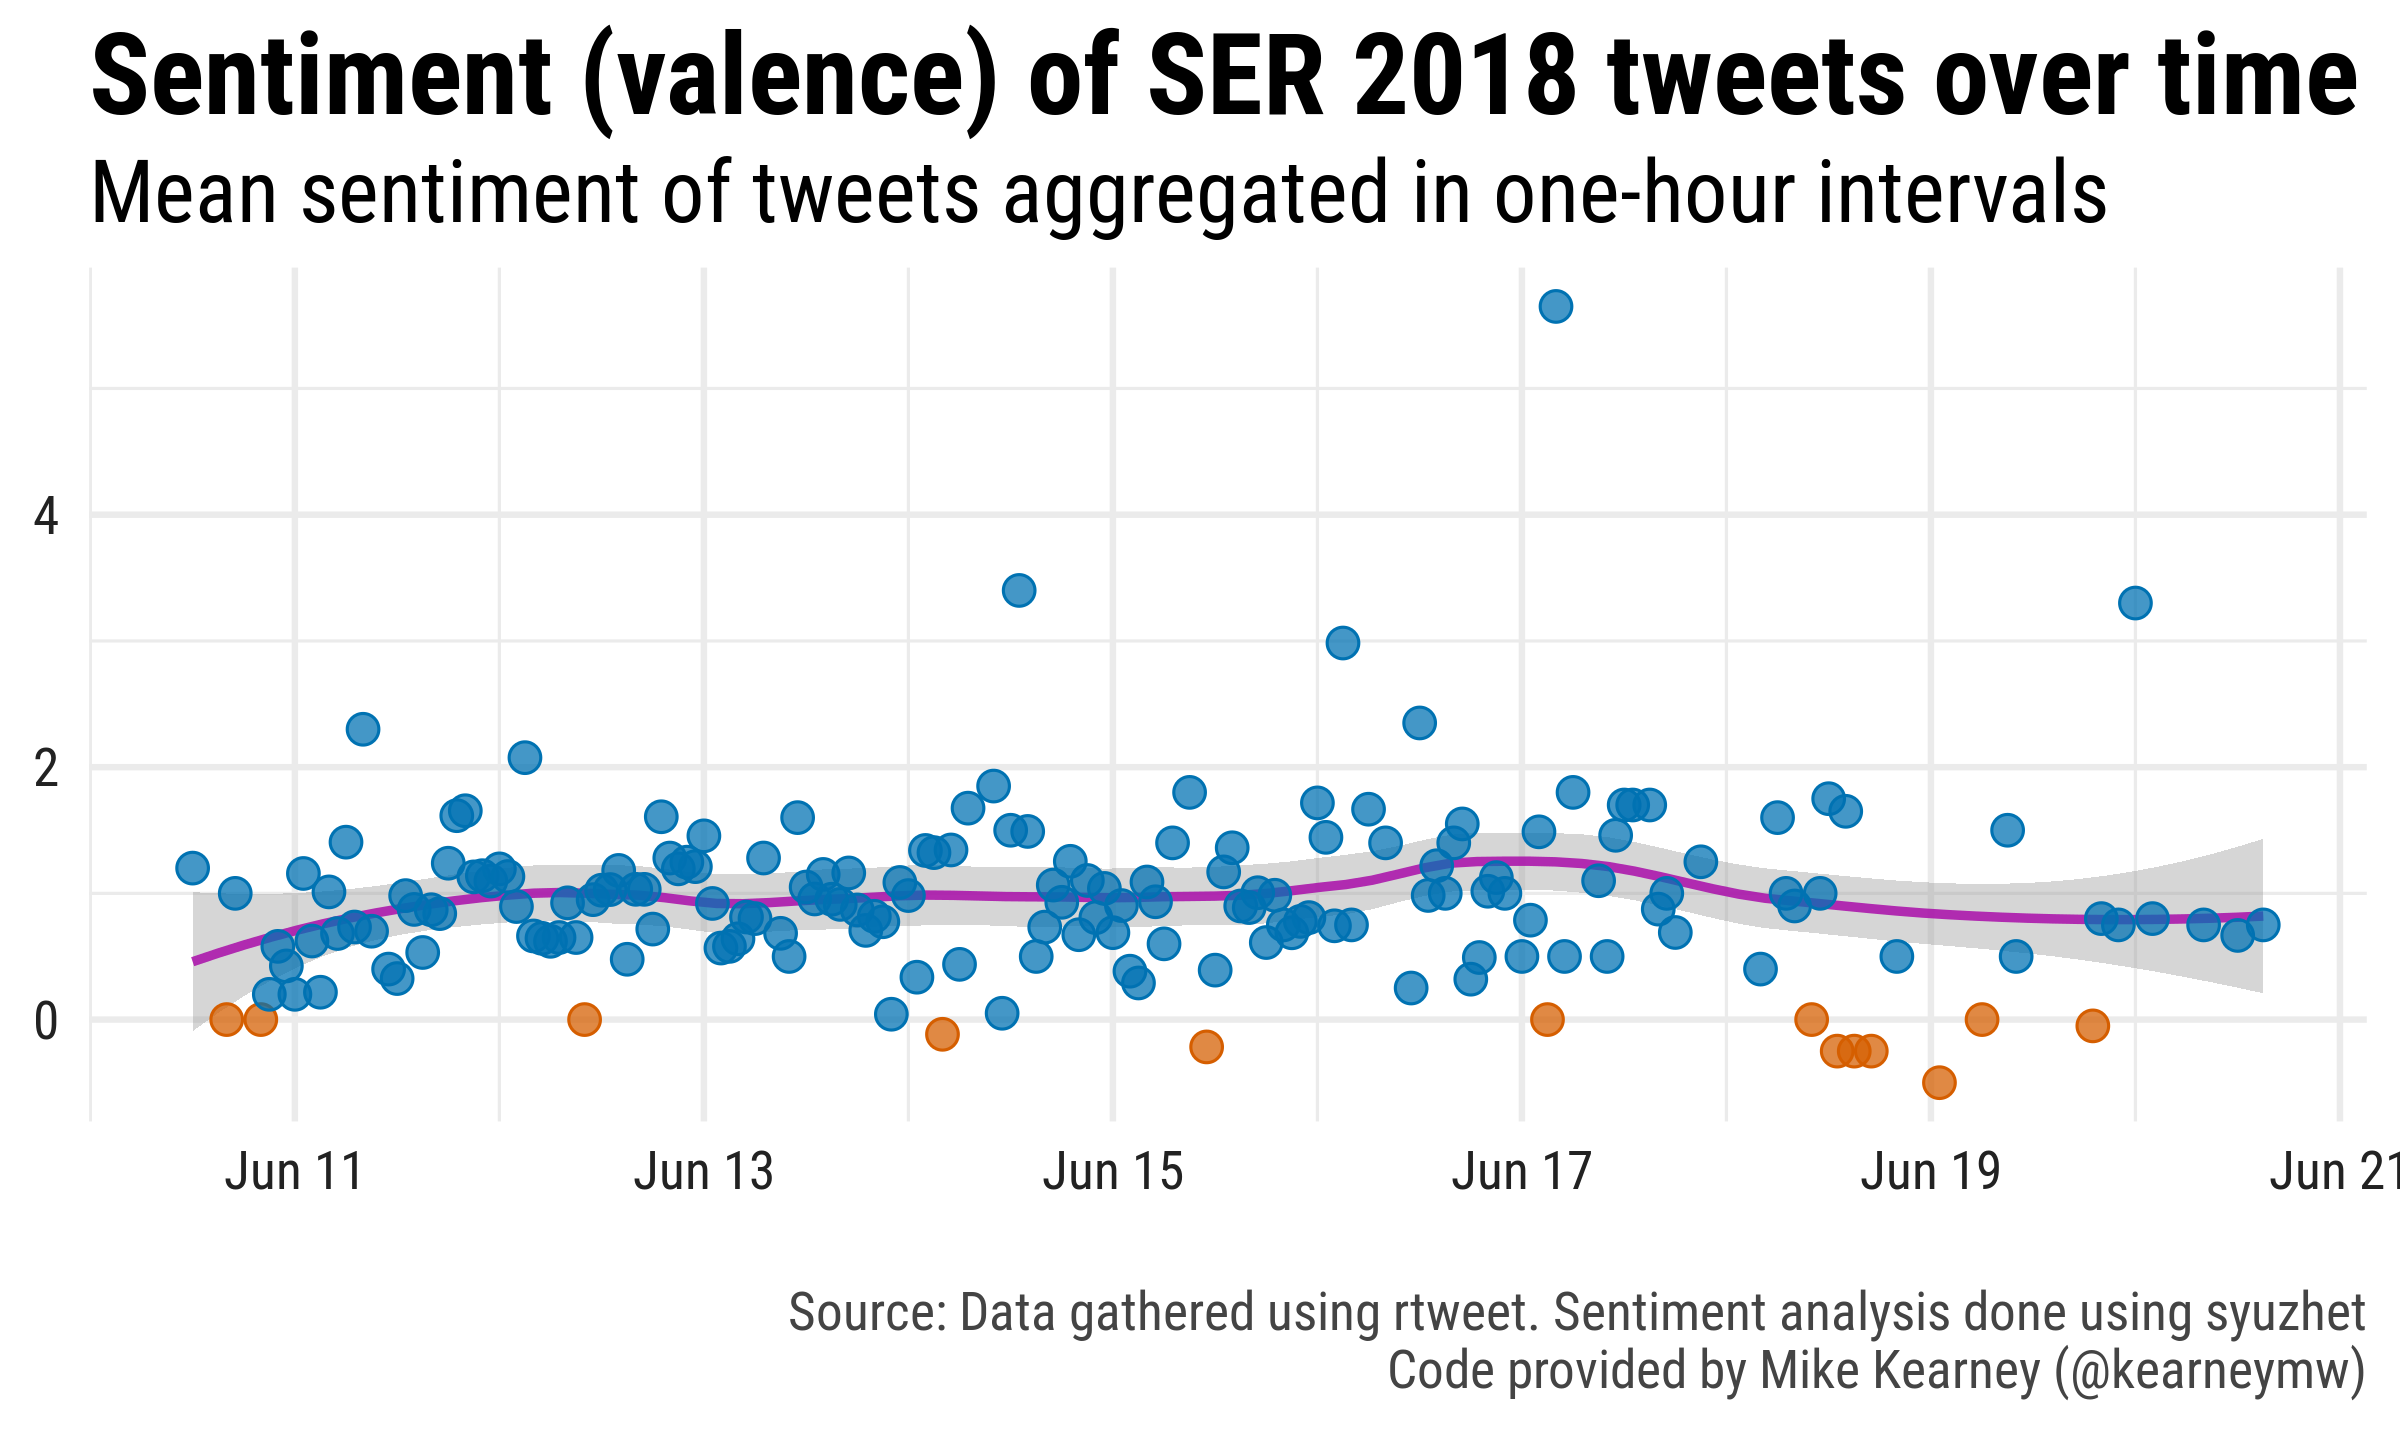 Sentiment (valence) of SER 2018 tweets over time
Mean sentiment of tweets aggregated in one-hour intervals
4
2
0
Jun 11 Jun 13 Jun 15 Jun 17 Jun 19 Jun 21
Source: Data gathered using rtweet. Sentiment analysis done using syuzhet
Code provided by Mike Kearney (@kearneymw)